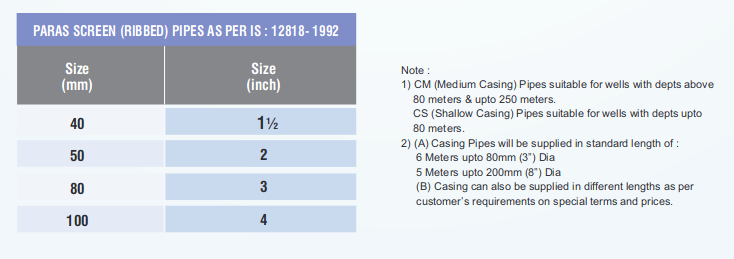 PARAS SCREEN (RIBBED) PIPES AS PER IS : 12818- 1992
Size Size
(mm) (inch)
40 1½
50 2
80 3
100 4
Note :
1) CM (Medium Casing) Pipes suitable for wells with depts above
80 meters & upto 250 meters.
CS (Shallow Casing) Pipes suitable for wells with depts upto
80 meters.
2) (A) Casing Pipes will be supplied in standard length of :
6 Meters upto 80mm (3”) Dia
5 Meters upto 200mm (8”) Dia
(B) Casing can also be supplied in different lengths as per
customer’s requirements on special terms and prices.